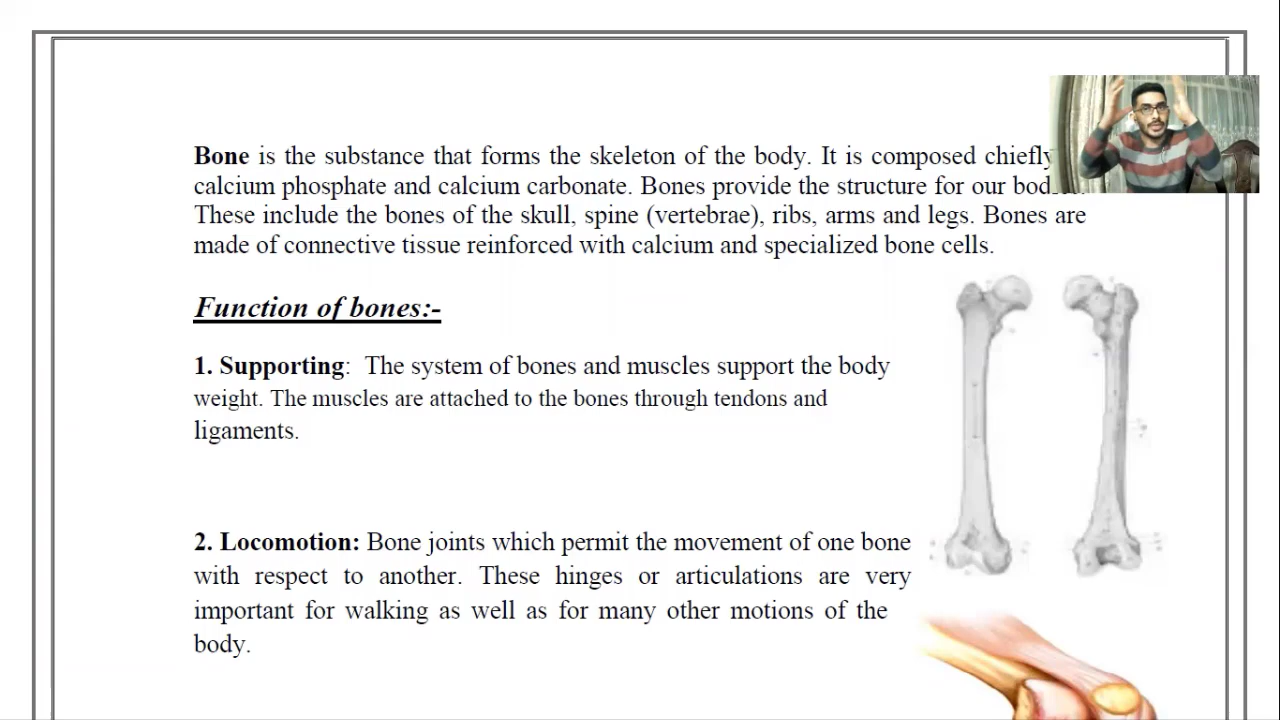 Bone is the substance that forms the skeleton of the body. It is composed chiefly
calcium phosphate and calcium carbonate. Bones provide the structure for our
These include the bones of the skull, spine (vertebrae), ribs, arms and legs. Bones are
made of connective tissue reinforced with calcium and specialized bone cells.
Function of bones:-
1. Supporting: The system of bones and muscles support the body
weight. The muscles are attached to the bones through tendons and
ligaments.
2. Locomotion: Bone joints which permit the movement of one bone
with respect to another. These hinges or articulations are very
important for walking as well as for many other motions of the
body.